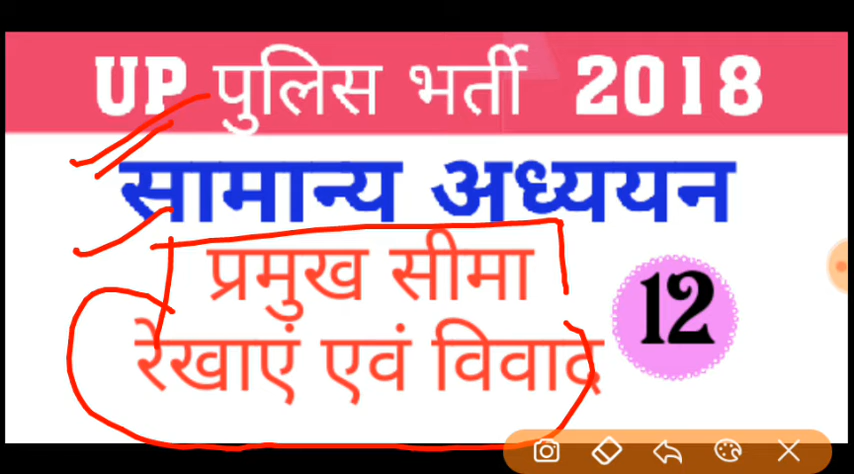 UP पुलिस भर्ती 2018
सामान्य अध्ययन
प्रमुख सीमा
रेखाएं एवं विवाद
12